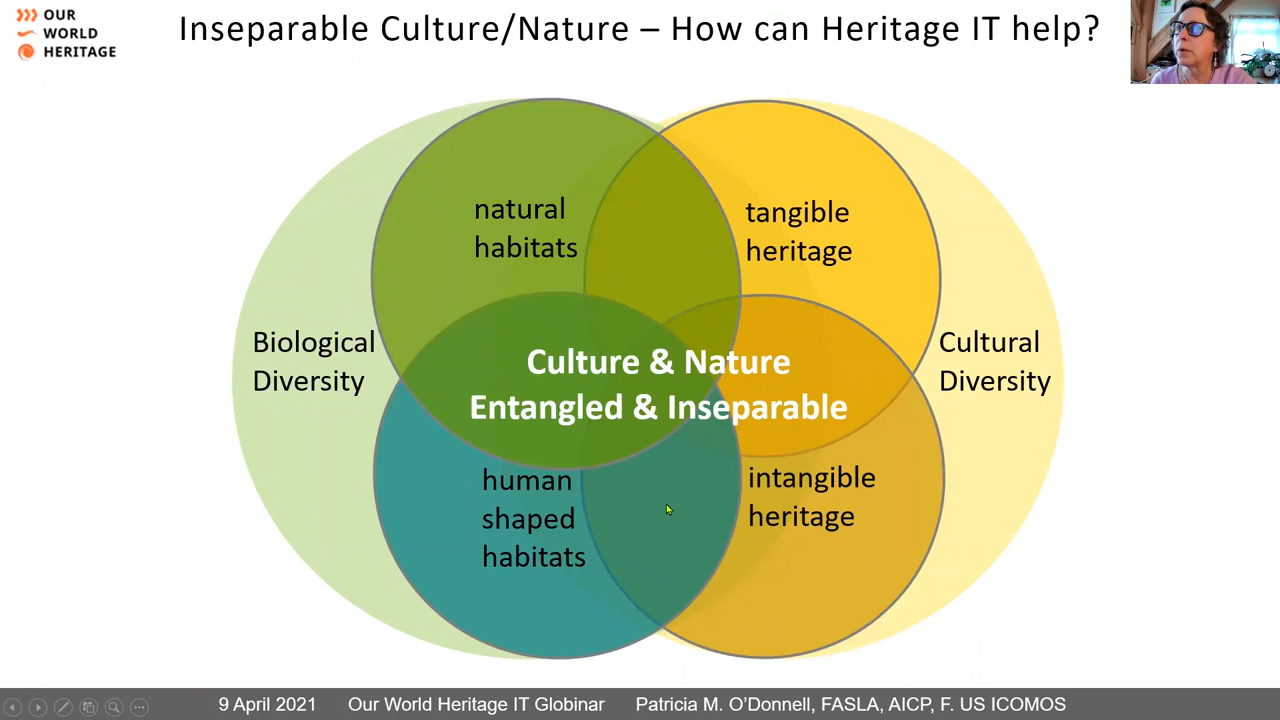 OUR
WORLD
HERITAGE
Inseparable Culture/Nature – How can Heritage IT help?
natural
habitats
tangible
heritage
Biological
Diversity
Culture & Nature
Entangled & Inseparable
Cultural
Diversity
human
shaped
habitats
intangible
heritage
9 April 2021 Our World Heritage IT Globinar Patricia M. O’Donnell, FASLA, AICP, F. US ICOMOS